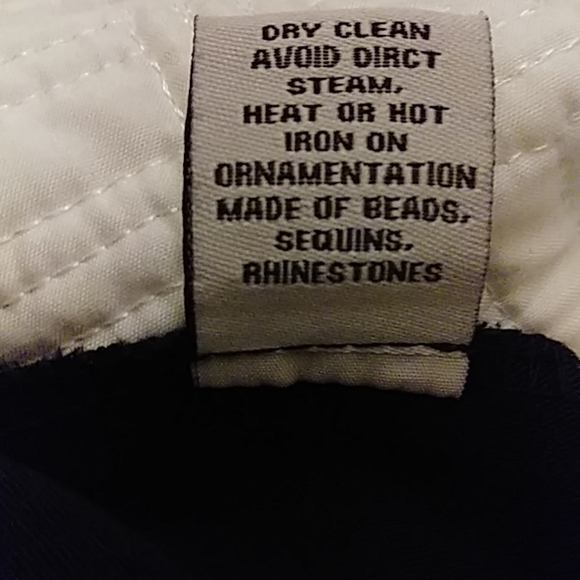 DRY CLEAN
AVOID DIRCT
STEAM,
HEAT OR HOT
IRON ON
ORNAMENTATION
MADE OF BEADS,
SEQUINS,
RHINESTONES